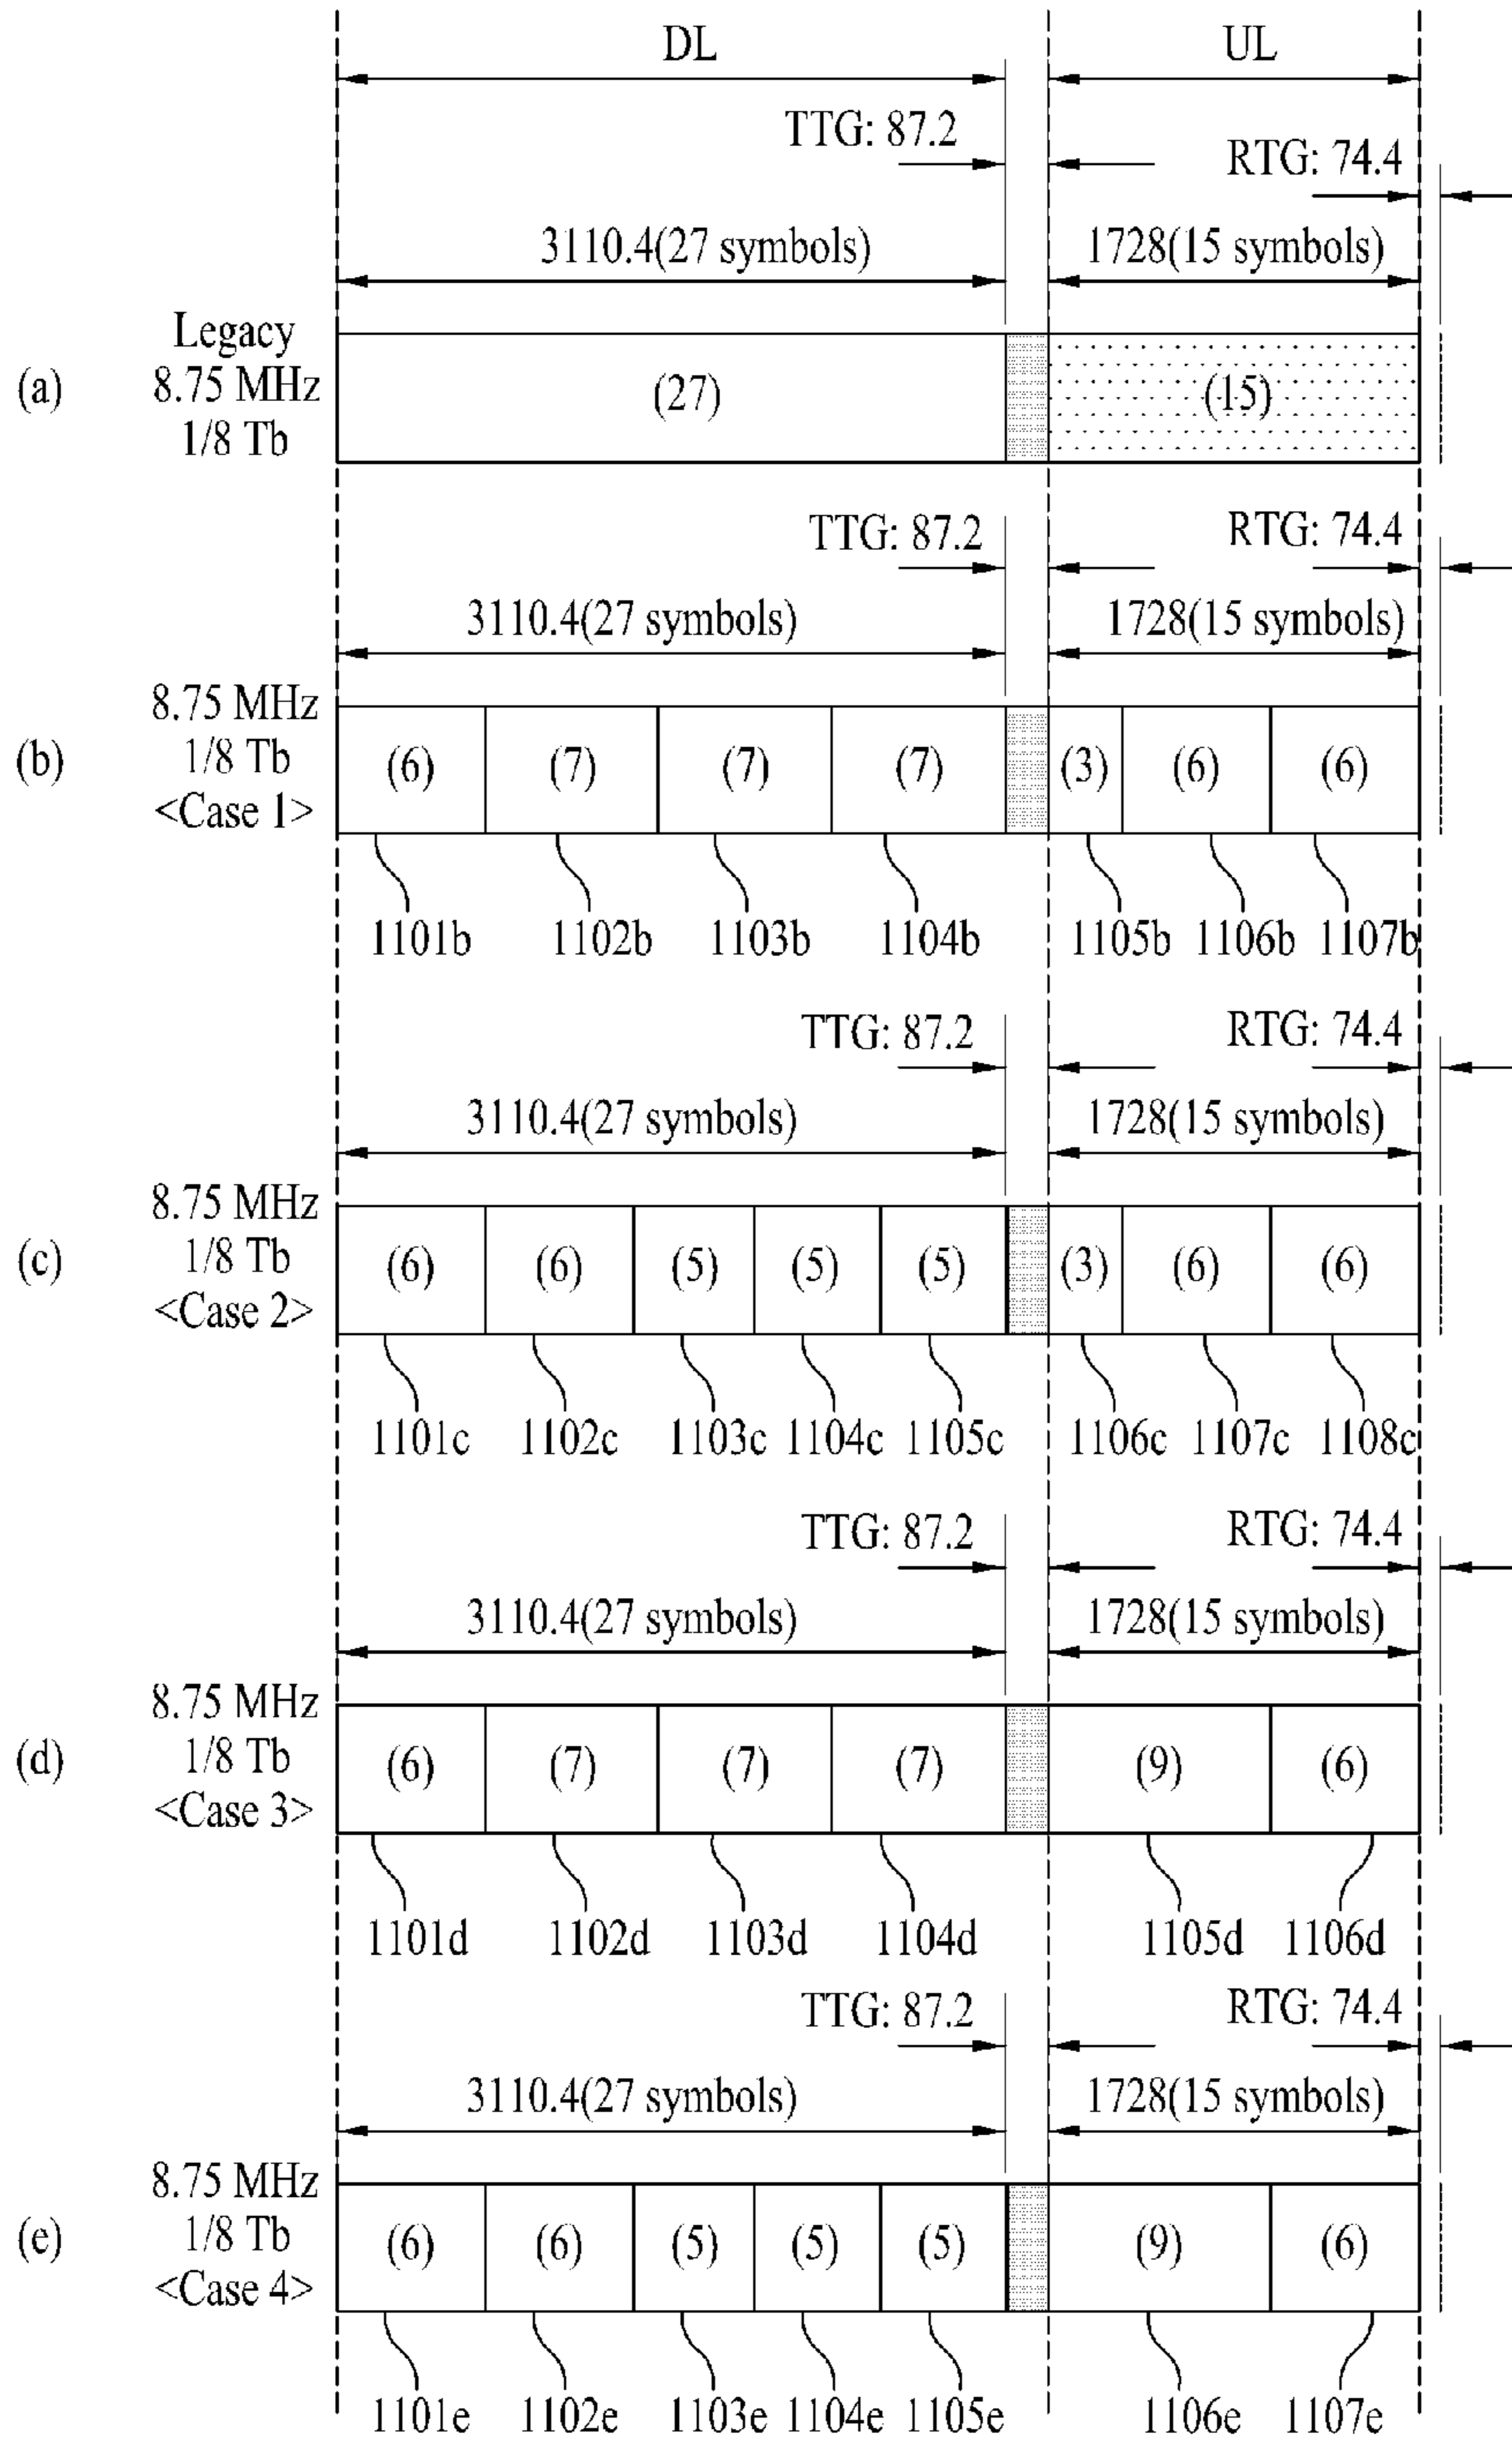 DL
UL
TTG: 87.2
RTG: 74.4
3110.4(27 symbols)
1728(15 symbols)
(a)
Legacy
8.75 MHz
1/8 Tb
(27)
(15)
TTG: 87.2
RTG: 74.4
3110.4(27 symbols)
1728(15 symbols)
(b)
8.75 MHz
1/8 Tb
<Case 1>
(6)
(7)
(7)
(7)
(3)
(6)
(6)
1101b
1102b
1103b
1104b
1105b
1106b
1107b
TTG: 87.2
RTG: 74.4
3110.4(27 symbols)
1728(15 symbols)
(c)
8.75 MHz
1/8 Tb
<Case 2>
(6)
(6)
(5)
(5)
(5)
(3)
(6)
(6)
1101c
1102c
1103c
1104c
1105c
1106c
1107c
1108c
TTG: 87.2
RTG: 74.4
3110.4(27 symbols)
1728(15 symbols)
(d)
8.75 MHz
1/8 Tb
<Case 3>
(6)
(7)
(7)
(7)
(9)
(6)
1101d
1102d
1103d
1104d
1105d
1106d
TTG: 87.2
RTG: 74.4
3110.4(27 symbols)
1728(15 symbols)
(e)
8.75 MHz
1/8 Tb
<Case 4>
(6)
(6)
(5)
(5)
(5)
(9)
(6)
1101e
1102e
1103e
1104e
1105e
1106e
1107e